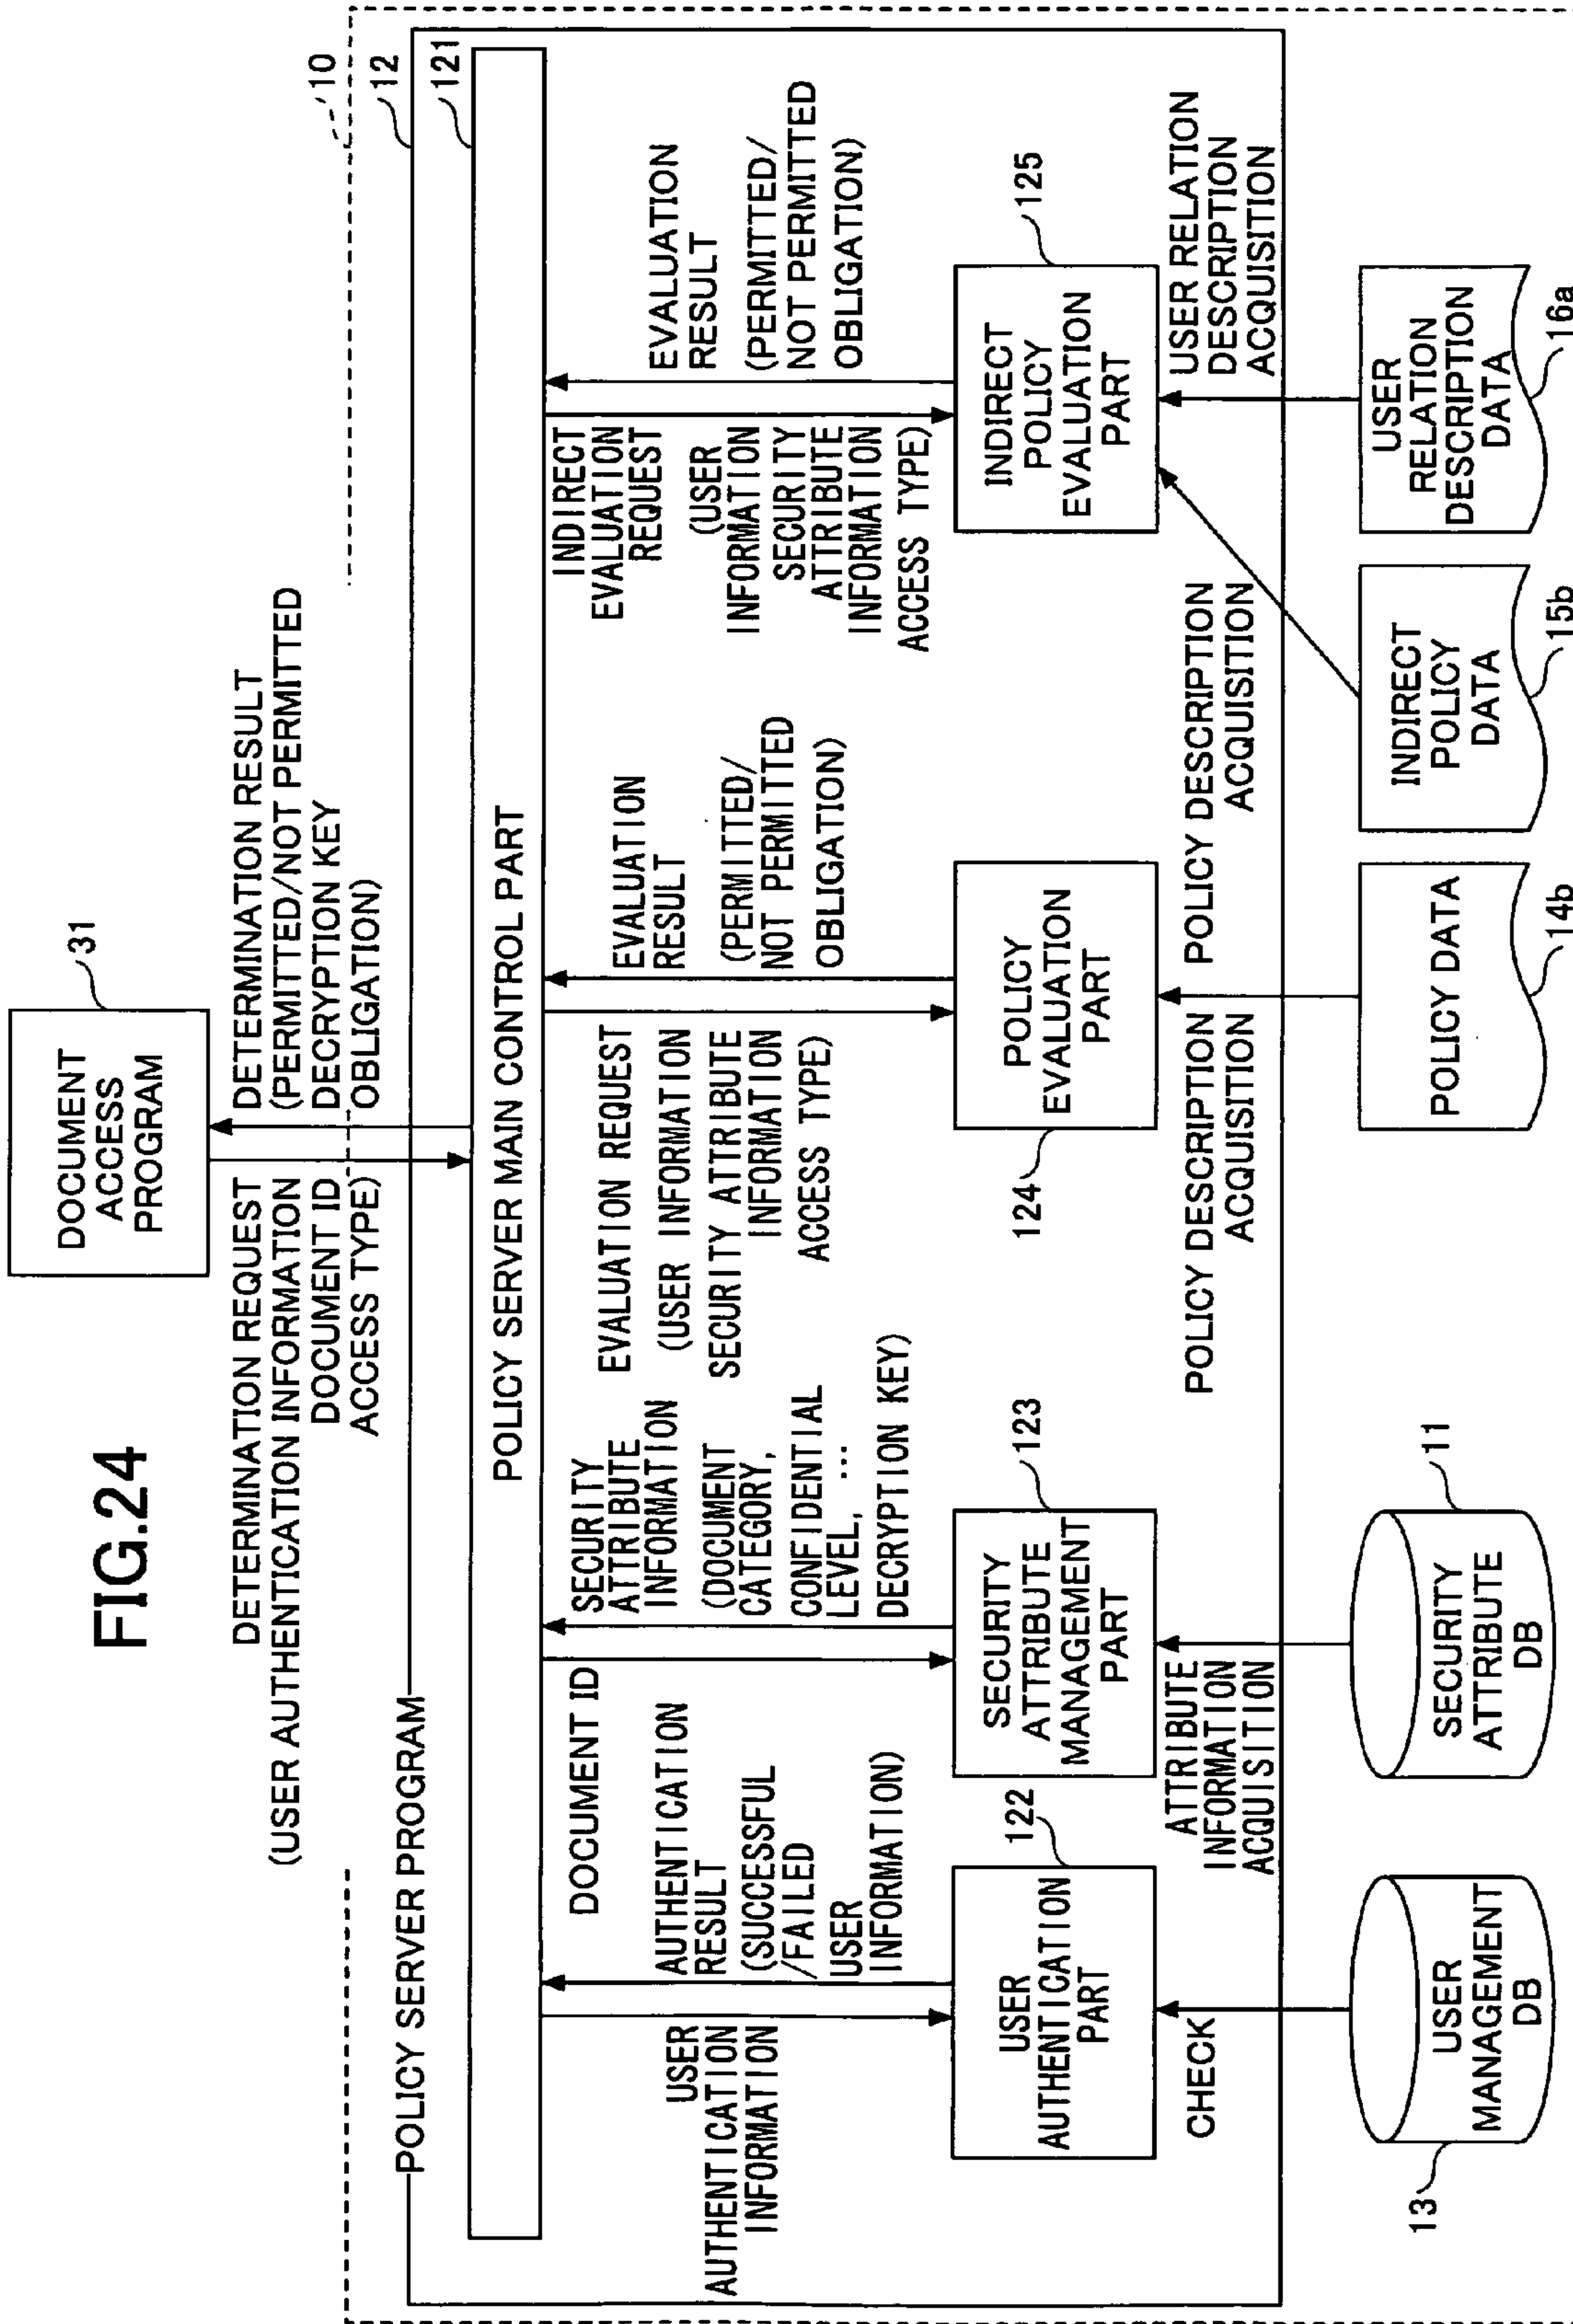 FIG.24
DOCUMENT
ACCESS
PROGRAM
31
DETERMINATION REQUEST
(USER AUTHENTICATION INFORMATION
DOCUMENT ID
ACCESS TYPE)
DETERMINATION RESULT
(PERMITTED/NOT PERMITTED
DECRYPTION KEY
OBLIGATION)
10
POLICY SERVER PROGRAM
12
121
POLICY SERVER MAIN CONTROL PART
USER
AUTHENTICATION
INFORMATION
AUTHENTICATION
RESULT
(SUCCESSFUL
/FAILED
USER
INFORMATION)
DOCUMENT ID
SECURITY
ATTRIBUTE
INFORMATION
(DOCUMENT
CATEGORY,
CONFIDENTIAL
LEVEL, ...
DECRYPTION KEY)
EVALUATION REQUEST
(USER INFORMATION
SECURITY ATTRIBUTE
INFORMATION
ACCESS TYPE)
EVALUATION
RESULT
(PERMITTED/
NOT PERMITTED
OBLIGATION)
INDIRECT
EVALUATION
REQUEST
(USER
INFORMATION
SECURITY
ATTRIBUTE
INFORMATION
ACCESS TYPE)
EVALUATION
RESULT
(PERMITTED/
NOT PERMITTED
OBLIGATION)
USER
AUTHENTICATION
PART
122
SECURITY
ATTRIBUTE
MANAGEMENT
PART
123
POLICY
EVALUATION
PART
124
INDIRECT
POLICY
EVALUATION
PART
125
CHECK
ATTRIBUTE
INFORMATION
ACQUISITION
POLICY DESCRIPTION
ACQUISITION
POLICY DESCRIPTION
ACQUISITION
USER RELATION
DESCRIPTION
ACQUISITION
USER
MANAGEMENT
DB
13
SECURITY
ATTRIBUTE
DB
11
POLICY DATA
14b
INDIRECT
POLICY
DATA
15b
USER
RELATION
DESCRIPTION
DATA
16a